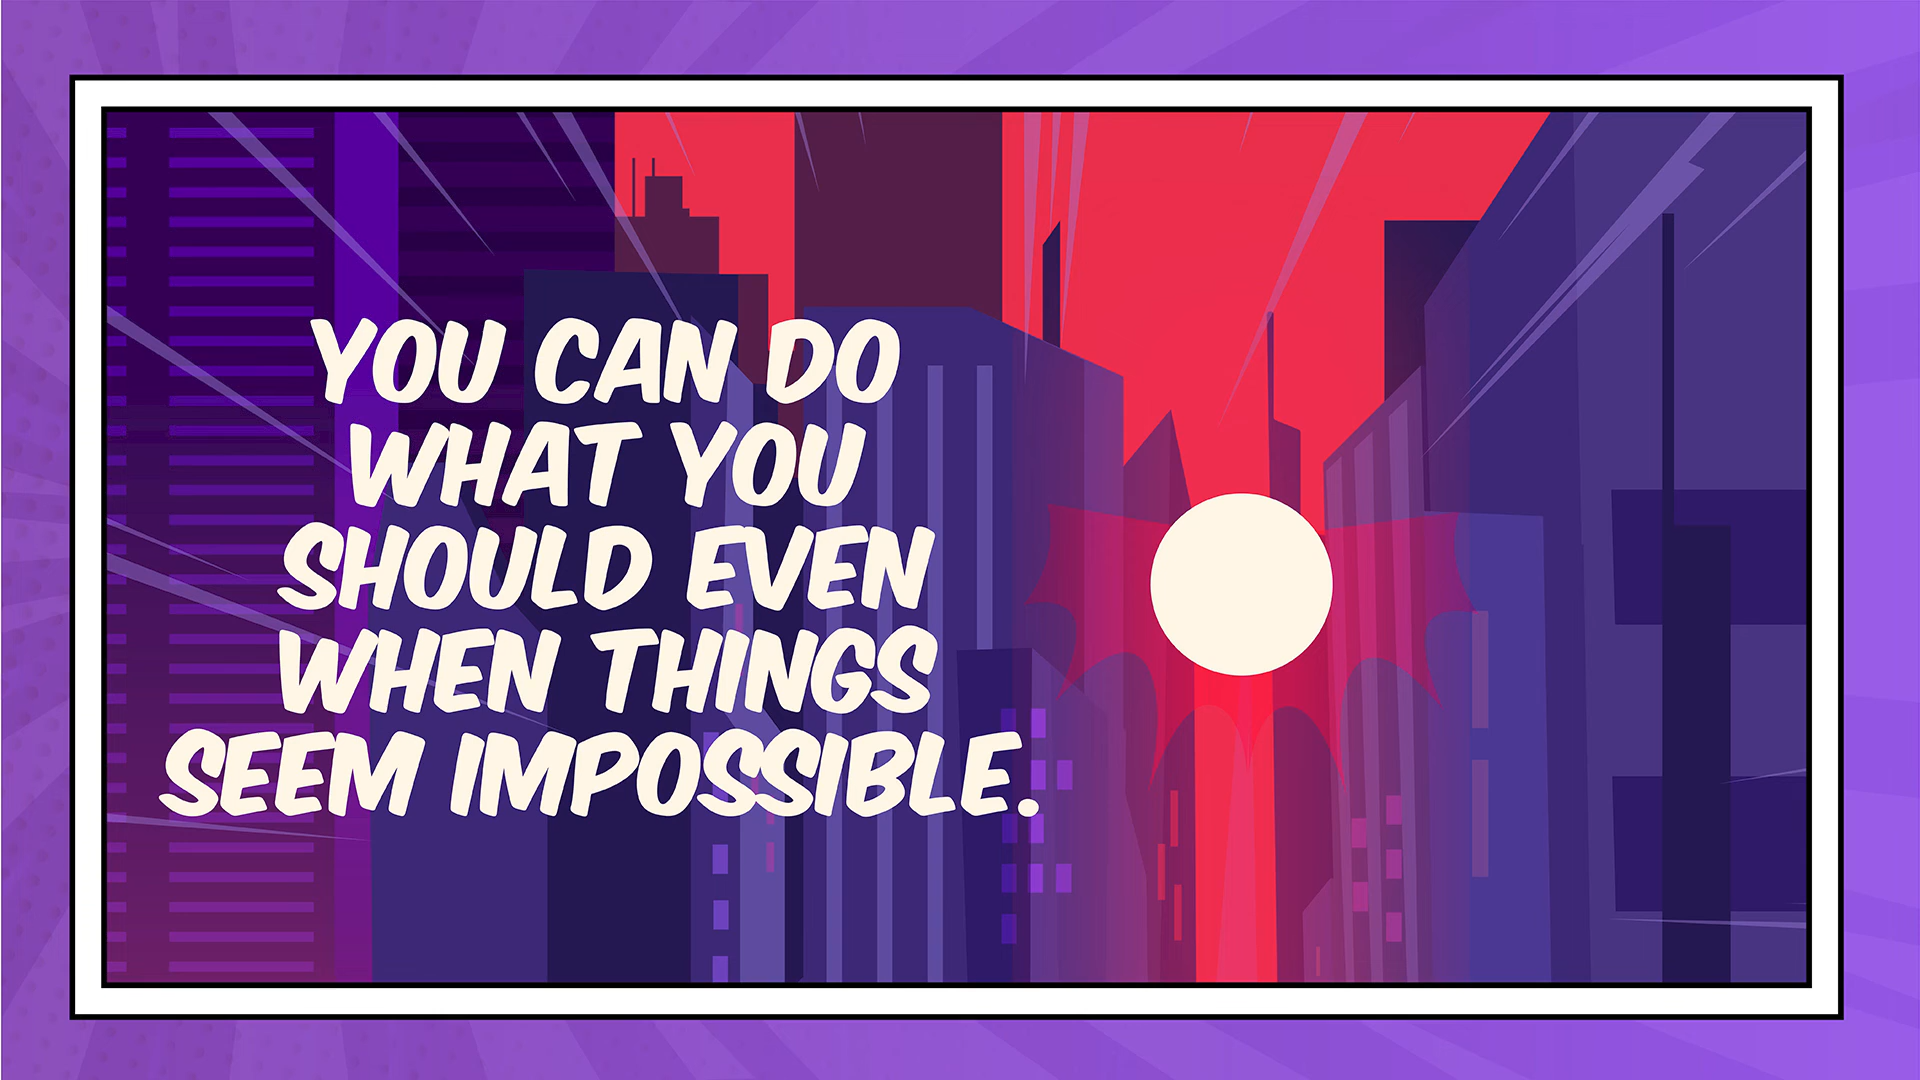 YOU CAN DO
WHAT YOU
SHOULD EVEN
WHEN THINGS
SEEM IMPOSSIBLE.